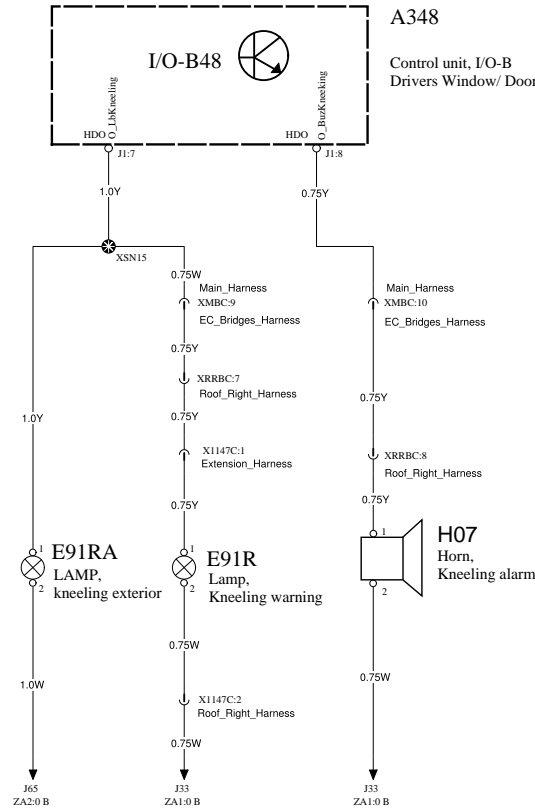 A348
I/O-B48
Control unit, I/O-B
Drivers Window/ Door
O_LbKneeling
O_BuzKneeking
HDO
HDO
J1:7
J1:8
1.0Y
0.75Y
XSN15
0.75W
Main_Harness
XMBC:9
EC_Bridges_Harness
Main_Harness
XMBC:10
EC_Bridges_Harness
0.75Y
XRRBC:7
Roof_Right_Harness
0.75Y
1.0Y
0.75Y
X1147C:1
Extension_Harness
XRRBC:8
Roof_Right_Harness
0.75Y
0.75Y
1
E91RA
LAMP,
kneeling exterior
2
1
E91R
Lamp,
Kneeling warning
2
1
H07
Horn,
Kneeling alarm
2
0.75W
1.0W
0.75W
X1147C:2
Roof_Right_Harness
0.75W
J65
ZA2:0 B
J33
ZA1:0 B
J33
ZA1:0 B